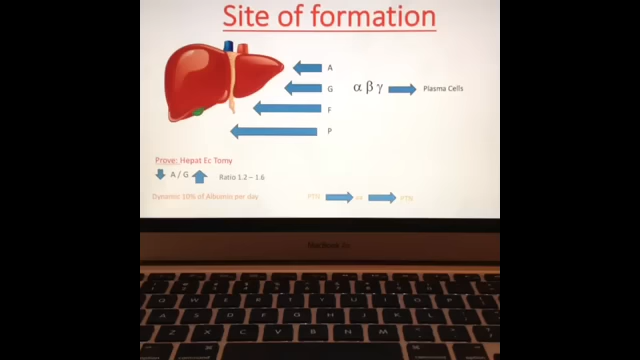 Site of formation
A
G α β γ Plasma Cells
F
P
Prove: Hepat Ec Tomy
A / G Ratio 1.2 – 1.6
Dynamic 10% of Albumin per day
MacBook
Q W E R T Y U I O P
A S D F G H J K L
Z X C V B N M